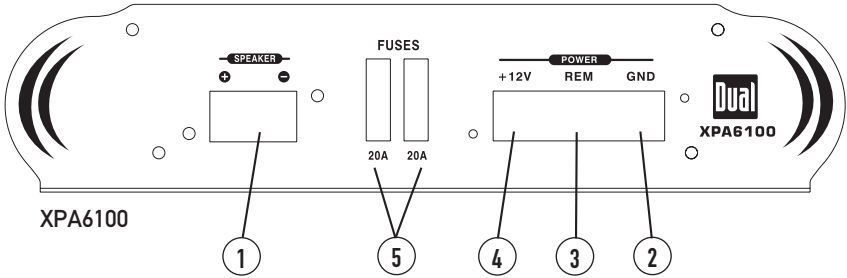 SPEAKER
+ −
FUSES
20A 20A
POWER
+12V REM GND
Dual
XPA6100
XPA6100
1 5 4 3 2